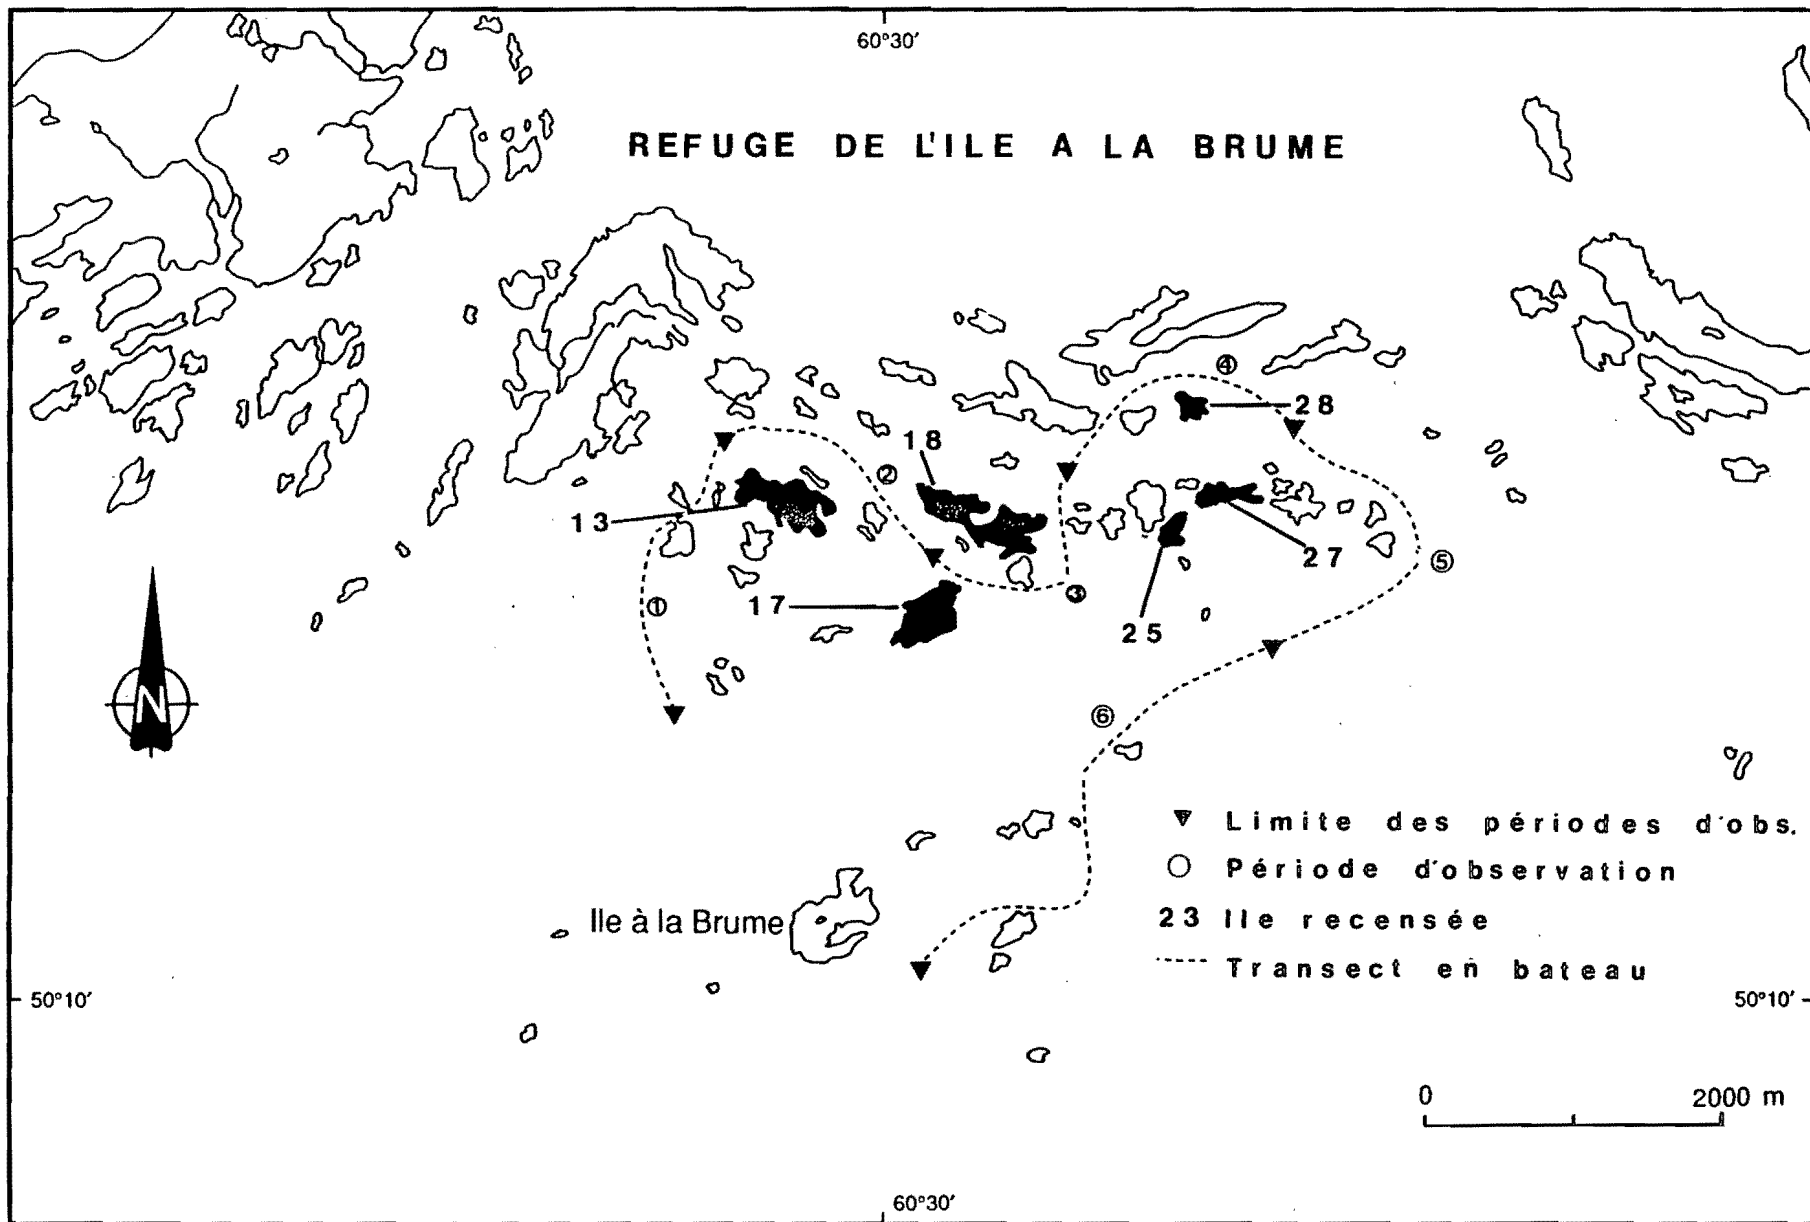 60°30′
REFUGE DE L'ILE A LA BRUME
④
28
18
②
13
27
⑤
①
17
③
25
N
⑥
Limite des périodes d'obs.
Période d'observation
Ile à la Brume
23 Ile recensée
Transect en bateau
50°10′
50°10′
0
2000 m
60°30′